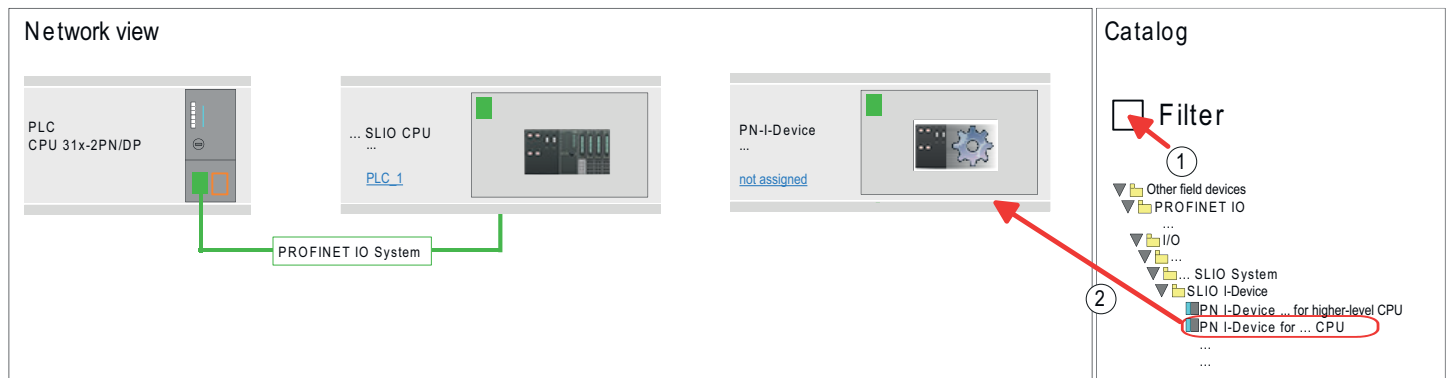 Network view
PLC
CPU 31x-2PN/DP
... SLIO CPU
...
PLC_1
PROFINET IO System
PN-I-Device
...
not assigned
2
Catalog
Filter
1
Other field devices
PROFINET IO
...
I/O
...
... SLIO System
SLIO I-Device
PN I-Device ... for higher-level CPU
PN I-Device for ... CPU
...
...